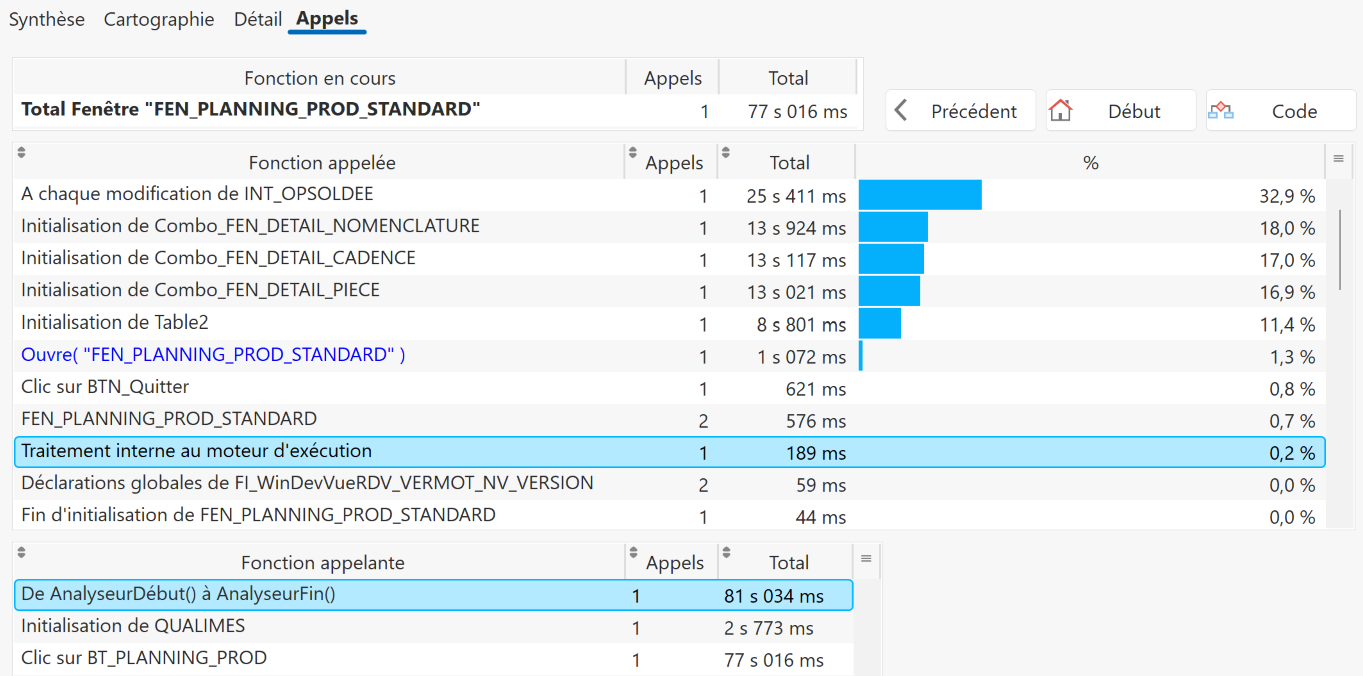 Synthèse Cartographie Détail Appels
Fonction en cours Appels Total
Total Fenêtre "FEN_PLANNING_PROD_STANDARD" 1 77 s 016 ms
Précédent Début Code
Fonction appelée Appels Total %
A chaque modification de INT_OPSOLDEE 1 25 s 411 ms 32,9 %
Initialisation de Combo_FEN_DETAIL_NOMENCLATURE 1 13 s 924 ms 18,0 %
Initialisation de Combo_FEN_DETAIL_CADENCE 1 13 s 117 ms 17,0 %
Initialisation de Combo_FEN_DETAIL_PIECE 1 13 s 021 ms 16,9 %
Initialisation de Table2 1 8 s 801 ms 11,4 %
Ouvre( "FEN_PLANNING_PROD_STANDARD" ) 1 1 s 072 ms 1,3 %
Clic sur BTN_Quitter 1 621 ms 0,8 %
FEN_PLANNING_PROD_STANDARD 2 576 ms 0,7 %
Traitement interne au moteur d'exécution 1 189 ms 0,2 %
Déclarations globales de FI_WinDevVueRDV_VERMOT_NV_VERSION 2 59 ms 0,0 %
Fin d'initialisation de FEN_PLANNING_PROD_STANDARD 1 44 ms 0,0 %
Fonction appelante Appels Total
De AnalyseurDébut() à AnalyseurFin() 1 81 s 034 ms
Initialisation de QUALIMES 1 2 s 773 ms
Clic sur BT_PLANNING_PROD 1 77 s 016 ms